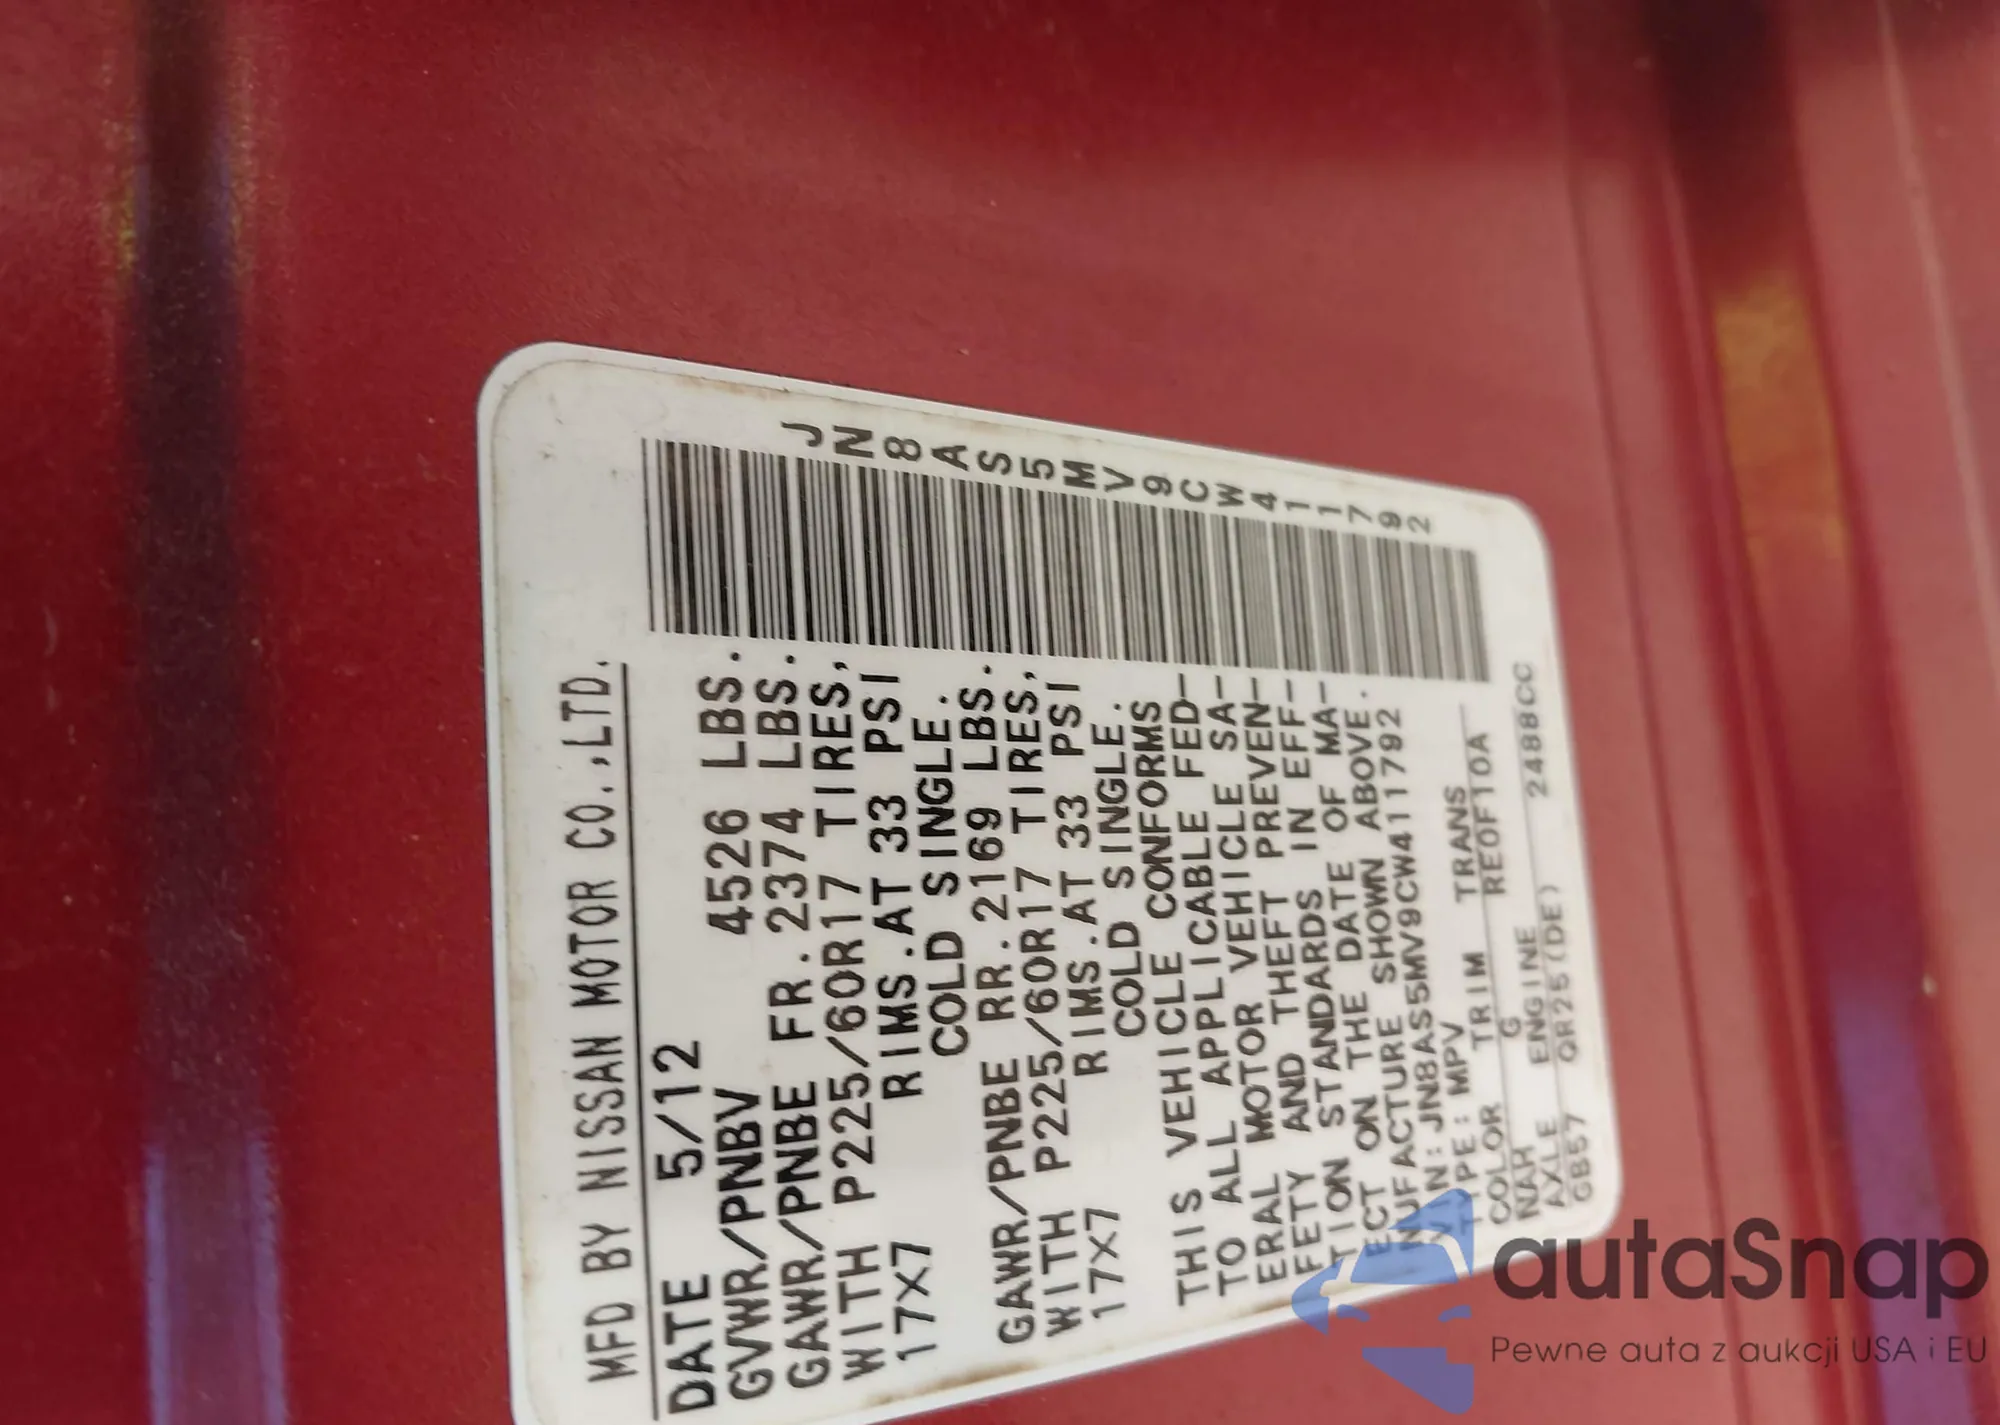 MFD BY NISSAN MOTOR CO.,LTD.
DATE 5/12
GVWR/PNBV 4526 LBS.
GAWR/PNBE FR. 2374 LBS.
WITH P225/60R17 TIRES,
17X7 RIMS.AT 33 PSI
COLD SINGLE.
GAWR/PNBE RR. 2169 LBS.
WITH P225/60R17 TIRES,
17X7 RIMS.AT 33 PSI
COLD SINGLE.
THIS VEHICLE CONFORMS
TO ALL APPLICABLE FED-
ERAL MOTOR VEHICLE SA-
FETY AND THEFT PREVEN-
TION STANDARDS IN EFF-
ECT ON THE DATE OF MA-
NUFACTURE SHOWN ABOVE.
VIN: JN8AS5MV9CW411792
TYPE: MPV
COLOR TRIM TRANS
NAH G RE0F10A
AXLE ENGINE
GB57 QR25(DE) 2488CC
JN8AS5MV9CW411792
autaSnap
Pewne auta z aukcji USA i EU